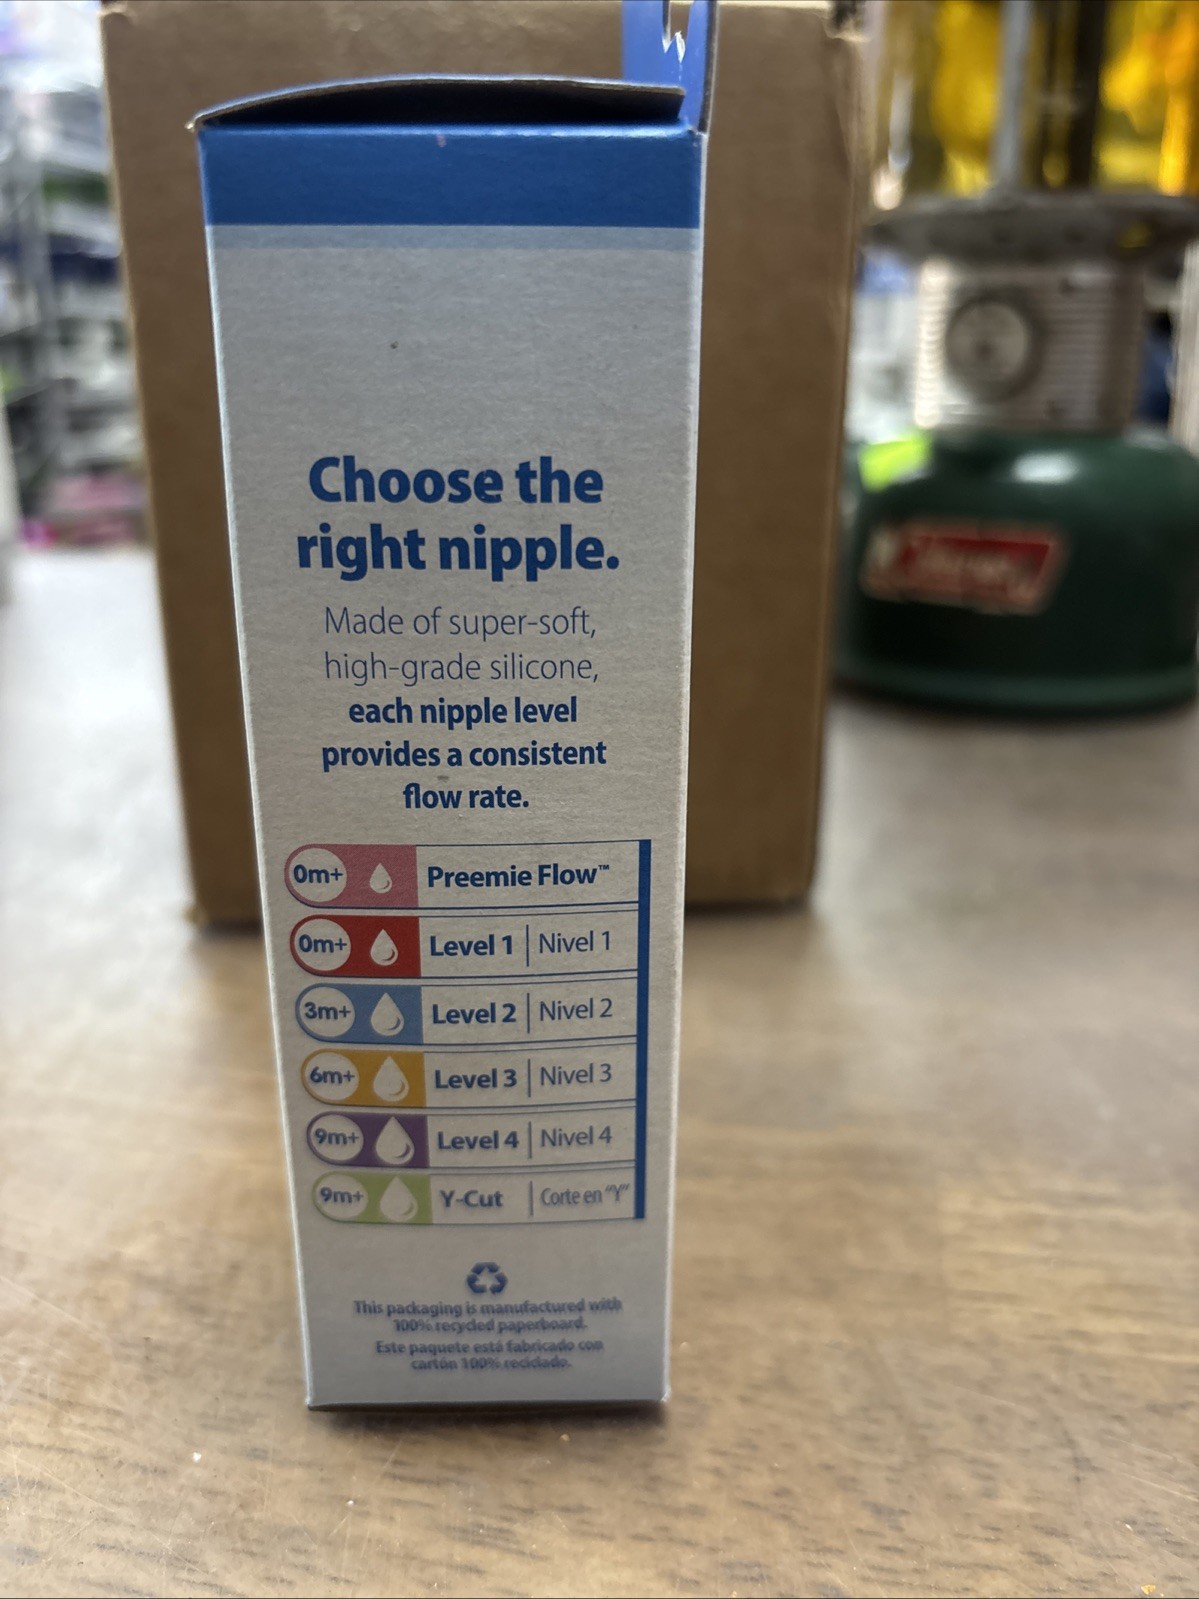 Choose the
right nipple.
Made of super-soft,
high-grade silicone,
each nipple level
provides a consistent
flow rate.
0m+ Preemie Flow™
0m+ Level 1 | Nivel 1
3m+ Level 2 | Nivel 2
6m+ Level 3 | Nivel 3
9m+ Level 4 | Nivel 4
9m+ Y-Cut | Corte en "Y"
This packaging is manufactured with
100% recycled paperboard.
Este paquete está fabricado con
cartón 100% reciclado.